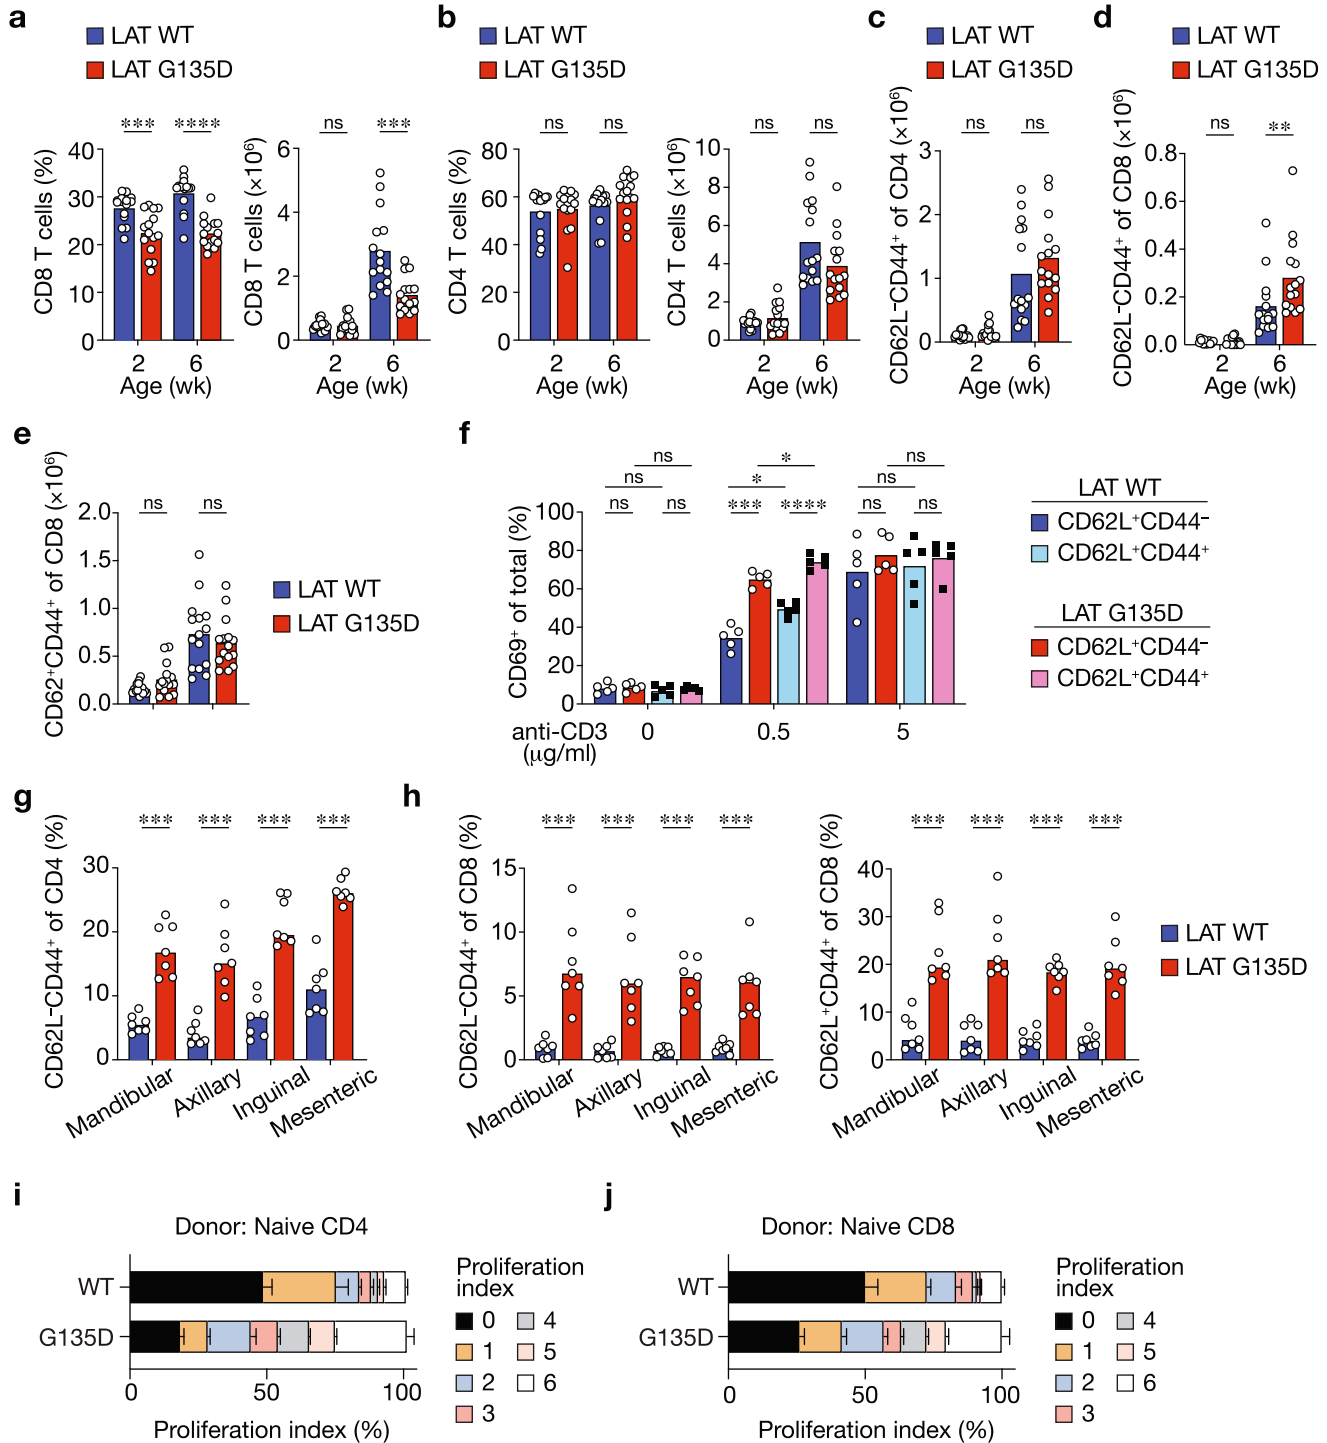 a
LAT WT
LAT G135D
CD8 T cells (%)
*** ****
40
30
20
10
0
2 6
Age (wk)
CD8 T cells (×10⁶)
ns ***
6
4
2
0
2 6
Age (wk)
b
LAT WT
LAT G135D
CD4 T cells (%)
ns ns
80
60
40
20
0
2 6
Age (wk)
CD4 T cells (×10⁶)
ns ns
10
8
6
4
2
0
2 6
Age (wk)
c
LAT WT
LAT G135D
CD62L-CD44⁺ of CD4 (×10⁶)
ns ns
3
2
1
0
2 6
Age (wk)
d
LAT WT
LAT G135D
CD62L-CD44⁺ of CD8 (×10⁶)
ns **
0.8
0.6
0.4
0.2
0.0
2 6
Age (wk)
e
CD62⁺CD44⁺ of CD8 (×10⁶)
ns ns
2.0
1.5
1.0
0.5
0.0
LAT WT
LAT G135D
f
CD69⁺ of total (%)
ns * ns
ns * ns
ns ns *** **** ns ns
100
80
60
40
20
0
anti-CD3 0 0.5 5
(μg/ml)
LAT WT
CD62L⁺CD44⁻
CD62L⁺CD44⁺
LAT G135D
CD62L⁺CD44⁻
CD62L⁺CD44⁺
g
CD62L-CD44⁺ of CD4 (%)
*** *** *** ***
30
20
10
0
Mandibular
Axillary
Inguinal
Mesenteric
h
CD62L-CD44⁺ of CD8 (%)
*** *** *** ***
15
10
5
0
Mandibular
Axillary
Inguinal
Mesenteric
CD62L⁺CD44⁺ of CD8 (%)
*** *** *** ***
40
30
20
10
0
Mandibular
Axillary
Inguinal
Mesenteric
LAT WT
LAT G135D
i
Donor: Naive CD4
WT
G135D
0 50 100
Proliferation index (%)
Proliferation
index
0 4
1 5
2 6
3
j
Donor: Naive CD8
WT
G135D
0 50 100
Proliferation index (%)
Proliferation
index
0 4
1 5
2 6
3